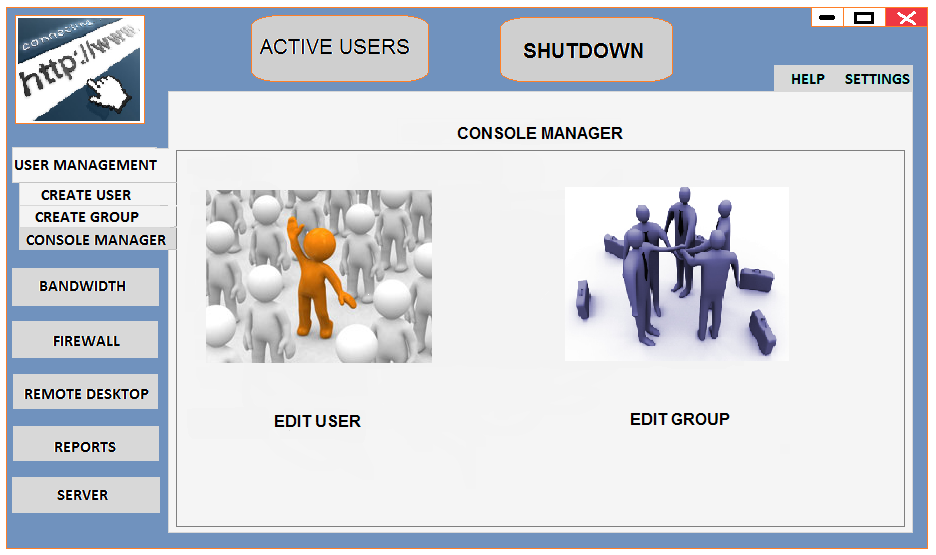 connecting
http://www.
ACTIVE USERS
SHUTDOWN
HELP
SETTINGS
CONSOLE MANAGER
USER MANAGEMENT
CREATE USER
CREATE GROUP
CONSOLE MANAGER
BANDWIDTH
FIREWALL
REMOTE DESKTOP
REPORTS
SERVER
EDIT USER
EDIT GROUP